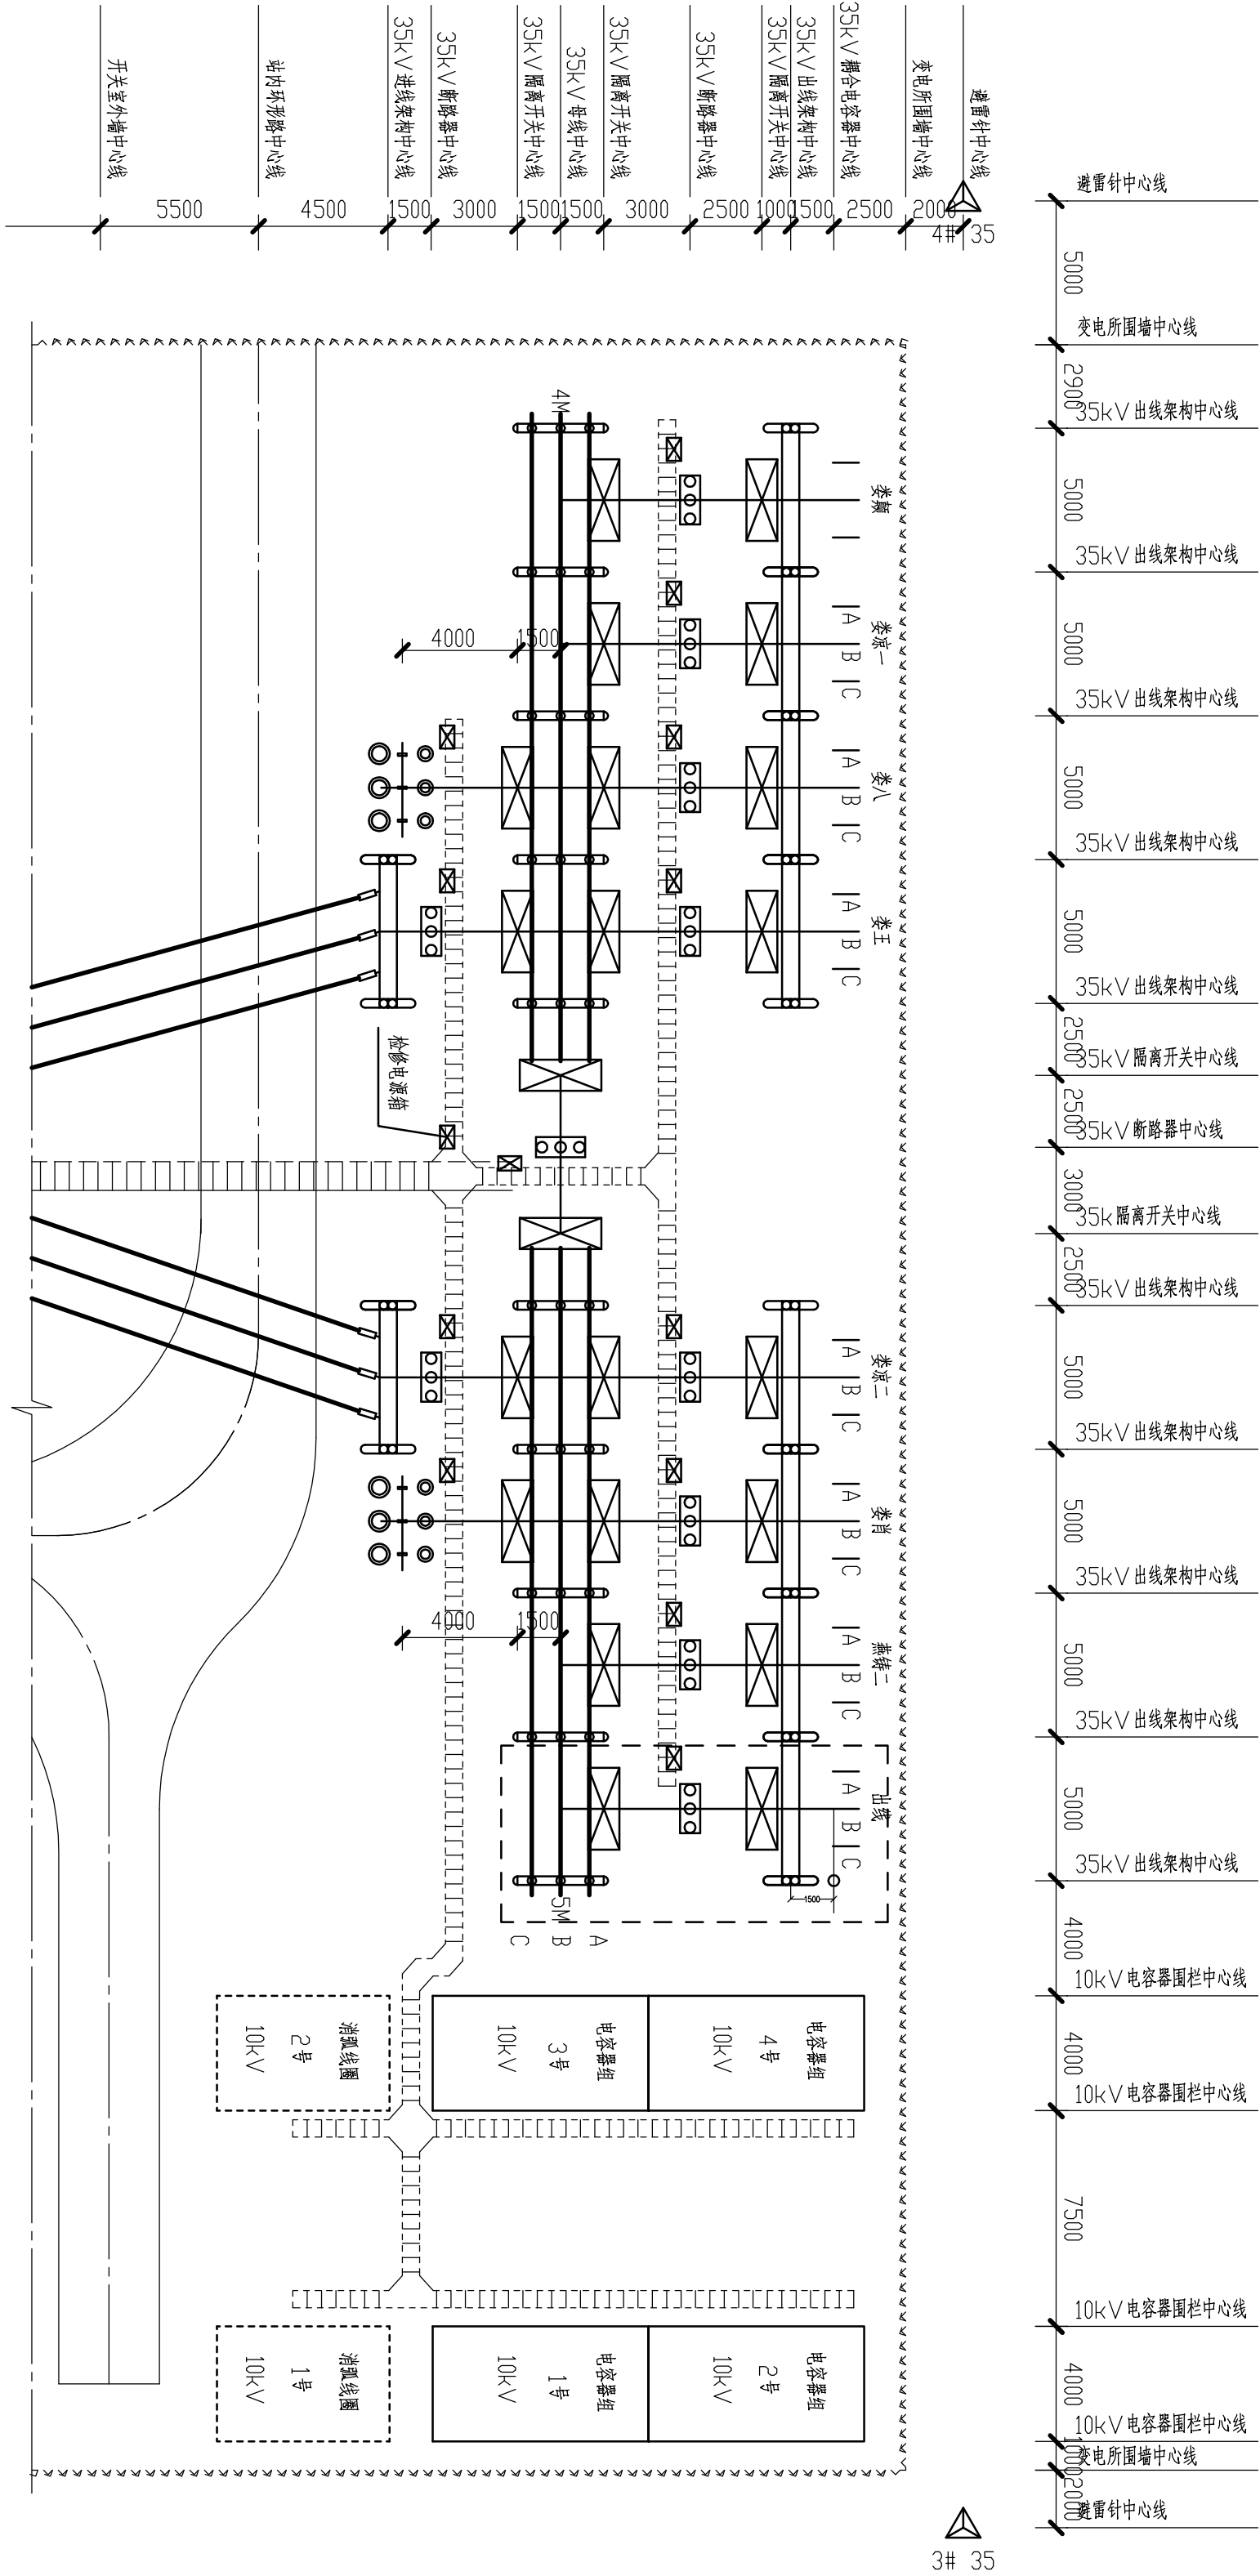 开关室外墙中心线
站内环形路中心线
35kV进线架构中心线
35kV断路器中心线
35kV隔离开关中心线
35kV母线中心线
35kV隔离开关中心线
35kV断路器中心线
35kV隔离开关中心线
35kV出线架构中心线
35kV耦合电容器中心线
变电所围墙中心线
避雷针中心线
5500
4500
1500
3000
1500
1500
3000
2500
1000
1500
2500
2000
4# 35
避雷针中心线
5000
变电所围墙中心线
2900
35kV出线架构中心线
5000
35kV出线架构中心线
5000
35kV出线架构中心线
5000
35kV出线架构中心线
5000
35kV出线架构中心线
2500
35kV隔离开关中心线
2500
35kV断路器中心线
3000
35k隔离开关中心线
2500
35kV出线架构中心线
5000
35kV出线架构中心线
5000
35kV出线架构中心线
5000
35kV出线架构中心线
5000
35kV出线架构中心线
4000
10kV电容器围栏中心线
4000
10kV电容器围栏中心线
7500
10kV电容器围栏中心线
4000
10kV电容器围栏中心线
1000
变电所围墙中心线
2000
避雷针中心线
3# 35
4M
娄颠
娄凉一
A B C
4000
1500
娄八
A B C
娄王
A B C
检修电源箱
娄凉二
A B C
娄肖
A B C
4000
1500
燕铸二
A B C
出线
A B C
1500
5M
A
B
C
电容器组
4号
10kV
电容器组
3号
10kV
消弧线圈
2号
10kV
电容器组
2号
10kV
电容器组
1号
10kV
消弧线圈
1号
10kV